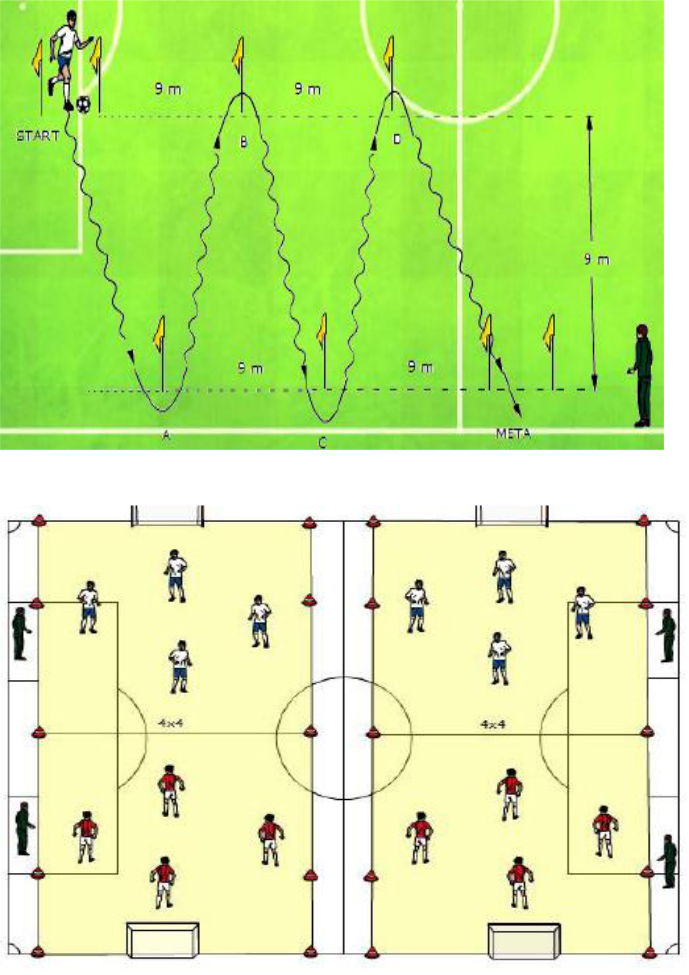 9 m 9 m
START
B D
9 m
9 m 9 m
A META
C
4x4 4x4